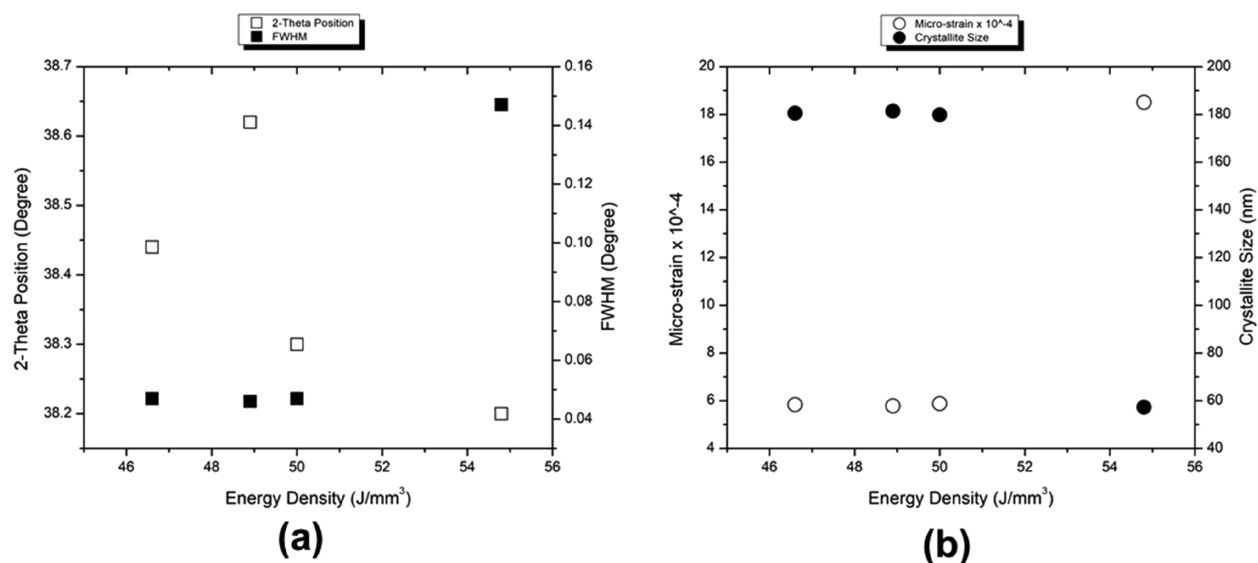 2-Theta Position
FWHM
38.7
38.6
38.5
38.4
38.3
38.2
2-Theta Position (Degree)
0.16
0.14
0.12
0.10
0.08
0.06
0.04
FWHM (Degree)
46 48 50 52 54 56
Energy Density (J/mm³)
(a)
Micro-strain x 10^-4
Crystallite Size
20
18
16
14
12
10
8
6
4
Micro-strain x 10^-4
200
180
160
140
120
100
80
60
40
Crystallite Size (nm)
46 48 50 52 54 56
Energy Density (J/mm³)
(b)